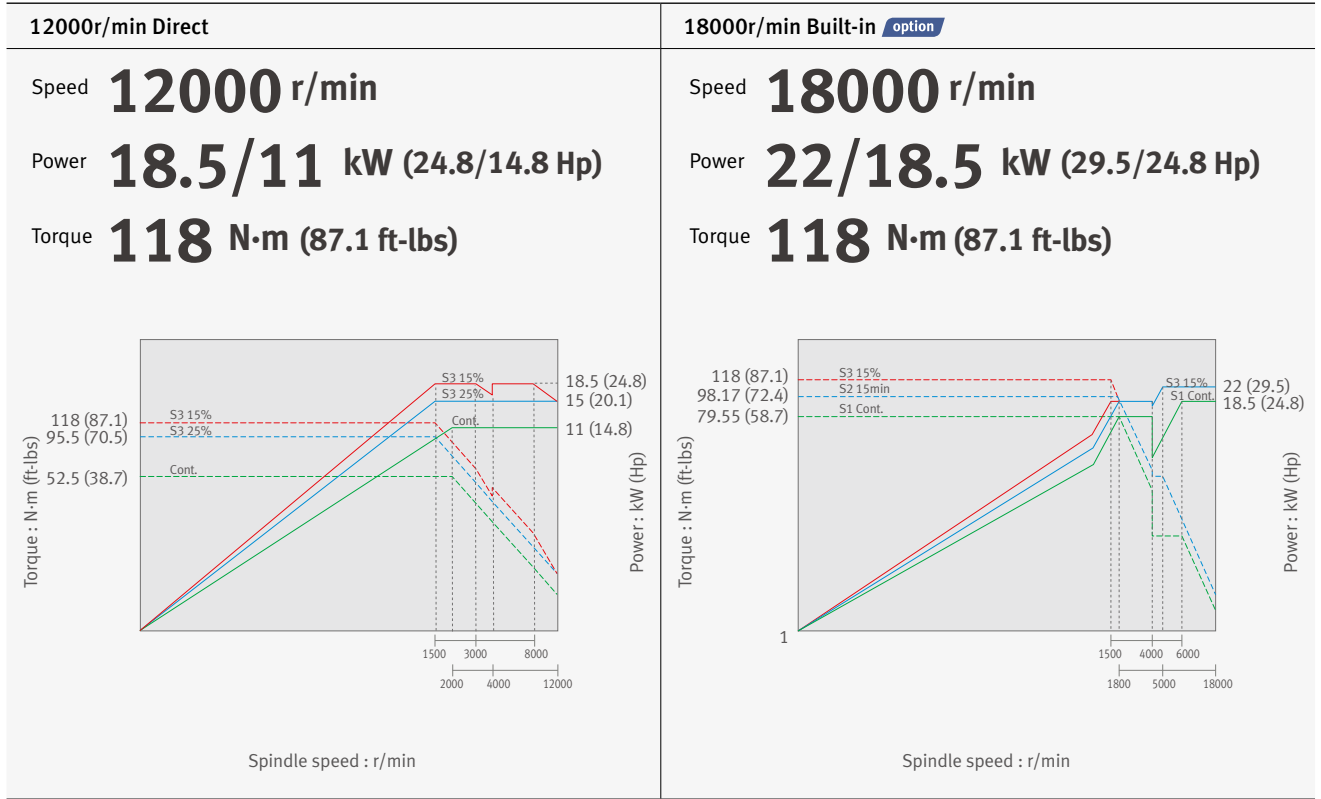 12000r/min Direct
Speed 12000 r/min
Power 18.5/11 kW (24.8/14.8 Hp)
Torque 118 N·m (87.1 ft-lbs)
Torque : N·m (ft-lbs)
118 (87.1)
95.5 (70.5)
52.5 (38.7)
S3 15%
S3 25%
Cont.
S3 15%
S3 25%
Cont.
18.5 (24.8)
15 (20.1)
11 (14.8)
Power : kW (Hp)
1500 3000 8000
2000 4000 12000
Spindle speed : r/min
18000r/min Built-in option
Speed 18000 r/min
Power 22/18.5 kW (29.5/24.8 Hp)
Torque 118 N·m (87.1 ft-lbs)
Torque : N·m (ft-lbs)
118 (87.1)
98.17 (72.4)
79.55 (58.7)
1
S3 15%
S2 15min
S1 Cont.
S3 15%
S1 Cont.
22 (29.5)
18.5 (24.8)
Power : kW (Hp)
1500 4000 6000
1800 5000 18000
Spindle speed : r/min